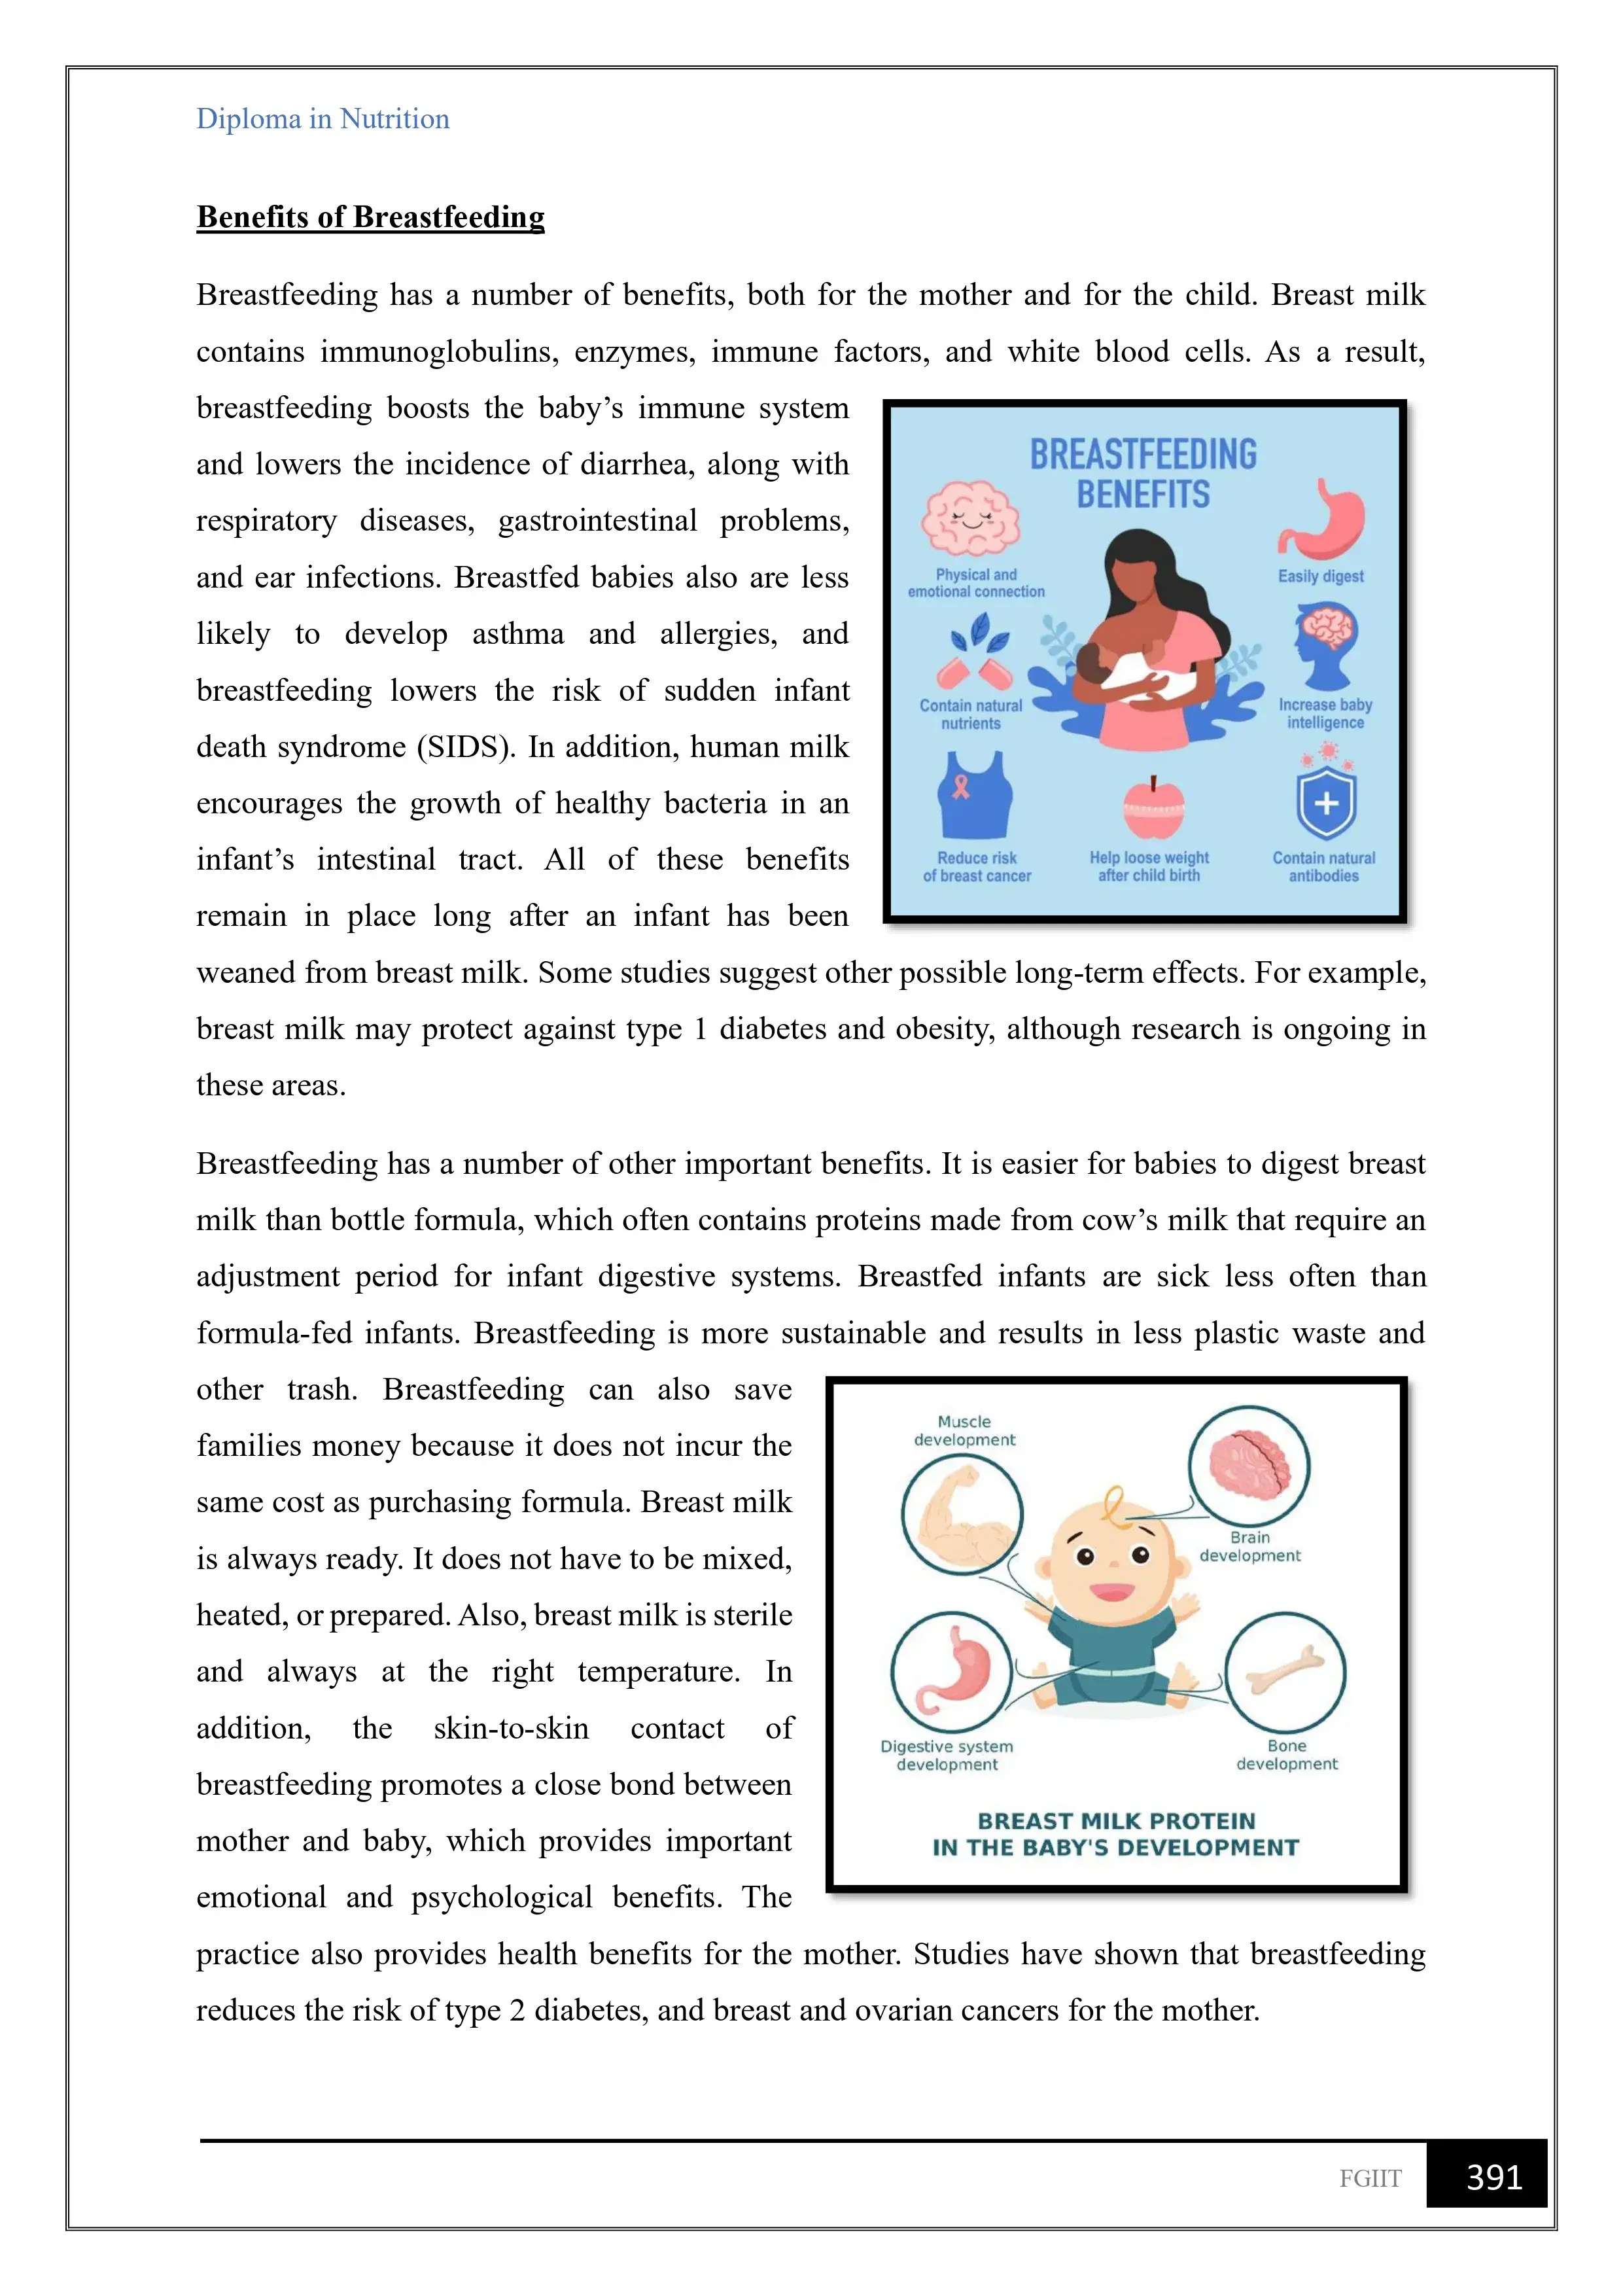 Diploma in Nutrition
Benefits of Breastfeeding
Breastfeeding has a number of benefits, both for the mother and for the child. Breast milk
contains immunoglobulins, enzymes, immune factors, and white blood cells. As a result,
breastfeeding boosts the baby’s immune system
and lowers the incidence of diarrhea, along with
respiratory diseases, gastrointestinal problems,
and ear infections. Breastfed babies also are less
likely to develop asthma and allergies, and
breastfeeding lowers the risk of sudden infant
death syndrome (SIDS). In addition, human milk
encourages the growth of healthy bacteria in an
infant’s intestinal tract. All of these benefits
remain in place long after an infant has been
weaned from breast milk. Some studies suggest other possible long-term effects. For example,
breast milk may protect against type 1 diabetes and obesity, although research is ongoing in
these areas.
BREASTFEEDING
BENEFITS
Physical and
emotional connection
Easily digest
Contain natural
nutrients
Increase baby
intelligence
Reduce risk
of breast cancer
Help loose weight
after child birth
Contain natural
antibodies
Breastfeeding has a number of other important benefits. It is easier for babies to digest breast
milk than bottle formula, which often contains proteins made from cow’s milk that require an
adjustment period for infant digestive systems. Breastfed infants are sick less often than
formula-fed infants. Breastfeeding is more sustainable and results in less plastic waste and
other trash. Breastfeeding can also save
families money because it does not incur the
same cost as purchasing formula. Breast milk
is always ready. It does not have to be mixed,
heated, or prepared. Also, breast milk is sterile
and always at the right temperature. In
addition, the skin-to-skin contact of
breastfeeding promotes a close bond between
mother and baby, which provides important
emotional and psychological benefits. The
practice also provides health benefits for the mother. Studies have shown that breastfeeding
reduces the risk of type 2 diabetes, and breast and ovarian cancers for the mother.
Muscle
development
Brain
development
Digestive system
development
Bone
development
BREAST MILK PROTEIN
IN THE BABY'S DEVELOPMENT
FGIIT
391